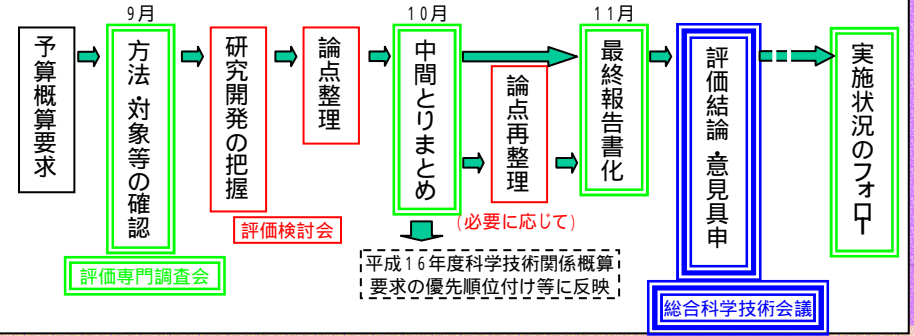 9月
10月
11月
予算概算要求
方法・対象等の確認
研究開発の把握
論点整理
中間とりまとめ
論点再整理
最終報告書化
評価結論・意見具申
実施状況のフォロー
(必要に応じて)
評価検討会
評価専門調査会
平成16年度科学技術関係概算
要求の優先順位付け等に反映
総合科学技術会議